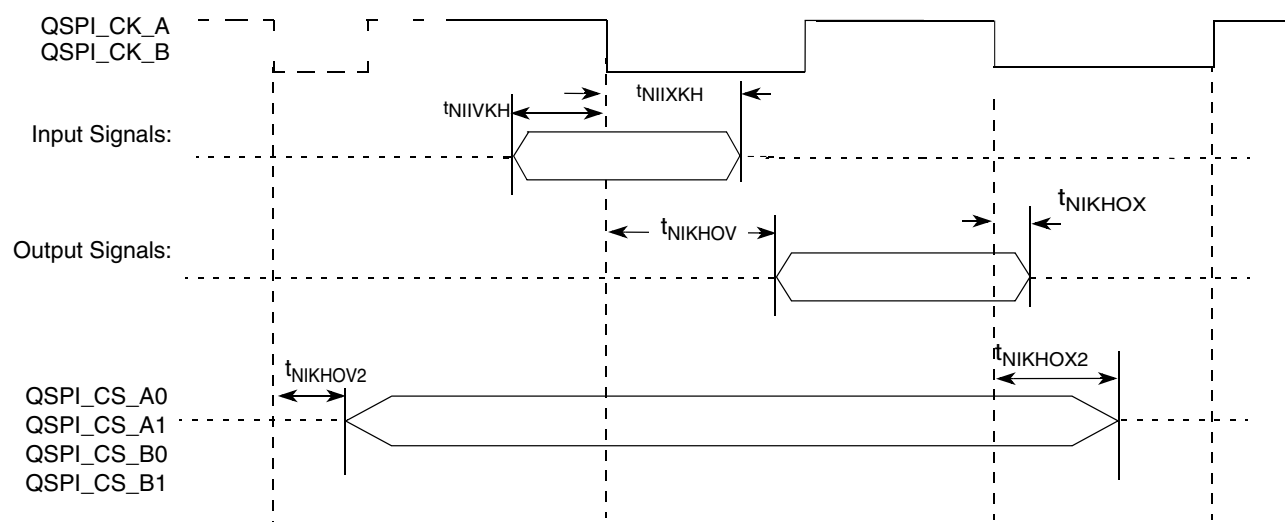 QSPI_CK_A
QSPI_CK_B
tNIIVKH
tNIIXKH
Input Signals:
tNIKHOX
tNIKHOV
Output Signals:
tNIKHOV2
tNIKHOX2
QSPI_CS_A0
QSPI_CS_A1
QSPI_CS_B0
QSPI_CS_B1